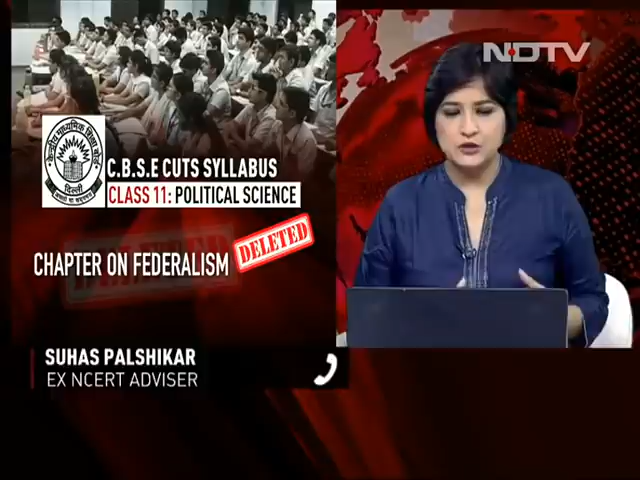 NDTV
C.B.S.E CUTS SYLLABUS
CLASS 11: POLITICAL SCIENCE
CHAPTER ON FEDERALISM
DELETED
SUHAS PALSHIKAR
EX NCERT ADVISER